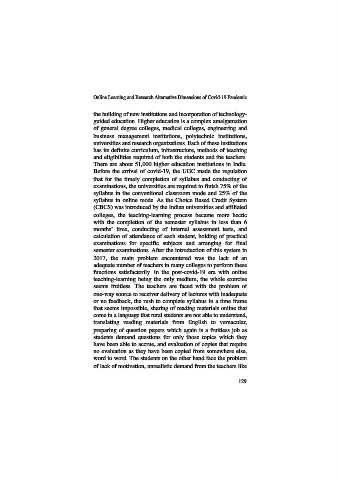 Online Learning and Research Alternative Dimensions of Covid-19 Pandemic
the building of new institutions and incorporation of technology-
guided education. Higher education is a complex amalgamation
of general degree colleges, medical colleges, engineering and
business management institutions, polytechnic institutions,
universities and research organizations. Each of these institutions
has its definite curriculum, infrastructure, methods of teaching
and eligibilities required of both the students and the teachers.
There are about 51,000 higher education institutions in India.
Before the arrival of covid-19, the UGC made the regulation
that for the timely completion of syllabus and conducting of
examinations, the universities are required to finish 75% of the
syllabus in the conventional classroom mode and 25% of the
syllabus in online mode. As the Choice Based Credit System
(CBCS) was introduced by the Indian universities and affiliated
colleges, the teaching-learning process became more hectic
with the completion of the semester syllabus in less than 6
months' time, conducting of internal assessment tests, and
calculation of attendance of each student, holding of practical
examinations for specific subjects and arranging for final
semester examinations. After the introduction of this system in
2017, the main problem encountered was the lack of an
adequate number of teachers in many colleges to perform these
functions satisfactorily. In the post-covid-19 era with online
teaching-learning being the only medium, the whole exercise
seems fruitless. The teachers are faced with the problem of
one-way source to receiver delivery of lectures with inadequate
or no feedback, the rush to complete syllabus in a time frame
that seems impossible, sharing of reading materials online that
come in a language that rural students are not able to understand,
translating reading materials from English to vernacular,
preparing of question papers which again is a fruitless job as
students demand questions for only those topics which they
have been able to access, and evaluation of copies that require
no evaluation as they have been copied from somewhere else,
word to word. The students on the other hand face the problem
of lack of motivation, unrealistic demand from the teachers like
129